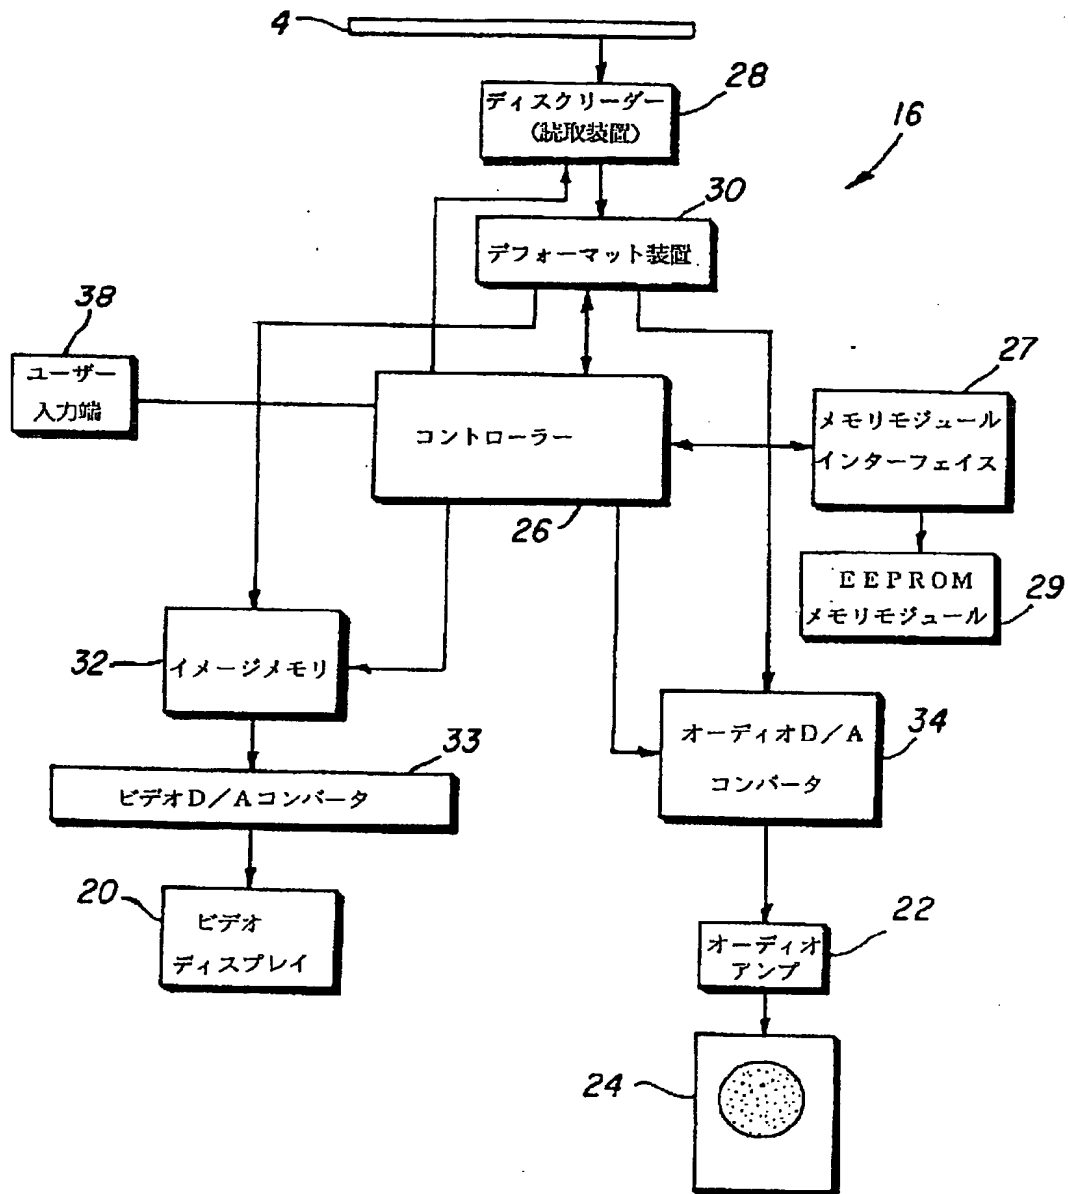 4
28
ディスクリーダー
(読取装置)
16
30
デフォーマット装置
38
ユーザー
入力端
27
メモリモジュール
インターフェイス
コントローラー
26
EEPROM
メモリモジュール
29
32
イメージメモリ
33
ビデオD/Aコンバータ
オーディオD/A
コンバータ
34
20
ビデオ
ディスプレイ
22
オーディオ
アンプ
24